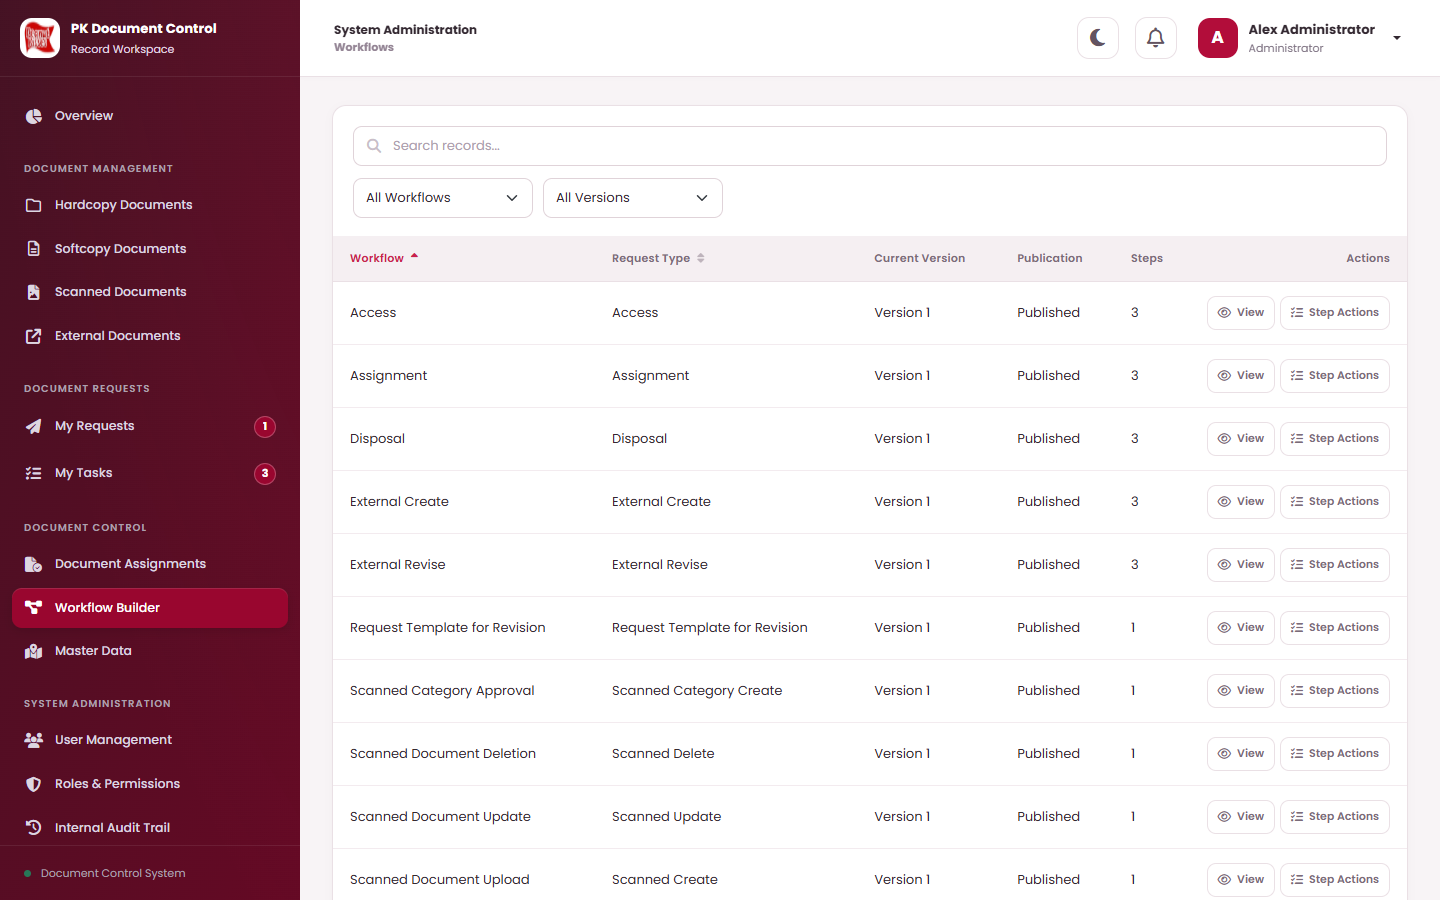 PK Document Control
Record Workspace
Overview
DOCUMENT MANAGEMENT
Hardcopy Documents
Softcopy Documents
Scanned Documents
External Documents
DOCUMENT REQUESTS
My Requests 1
My Tasks 3
DOCUMENT CONTROL
Document Assignments
Workflow Builder
Master Data
SYSTEM ADMINISTRATION
User Management
Roles & Permissions
Internal Audit Trail
Document Control System
System Administration
Workflows
A
Alex Administrator
Administrator
Search records...
All Workflows All Versions
Workflow Request Type Current Version Publication Steps Actions
Access Access Version 1 Published 3 View Step Actions
Assignment Assignment Version 1 Published 3 View Step Actions
Disposal Disposal Version 1 Published 3 View Step Actions
External Create External Create Version 1 Published 3 View Step Actions
External Revise External Revise Version 1 Published 3 View Step Actions
Request Template for Revision Request Template for Revision Version 1 Published 1 View Step Actions
Scanned Category Approval Scanned Category Create Version 1 Published 1 View Step Actions
Scanned Document Deletion Scanned Delete Version 1 Published 1 View Step Actions
Scanned Document Update Scanned Update Version 1 Published 1 View Step Actions
Scanned Document Upload Scanned Create Version 1 Published 1 View Step Actions